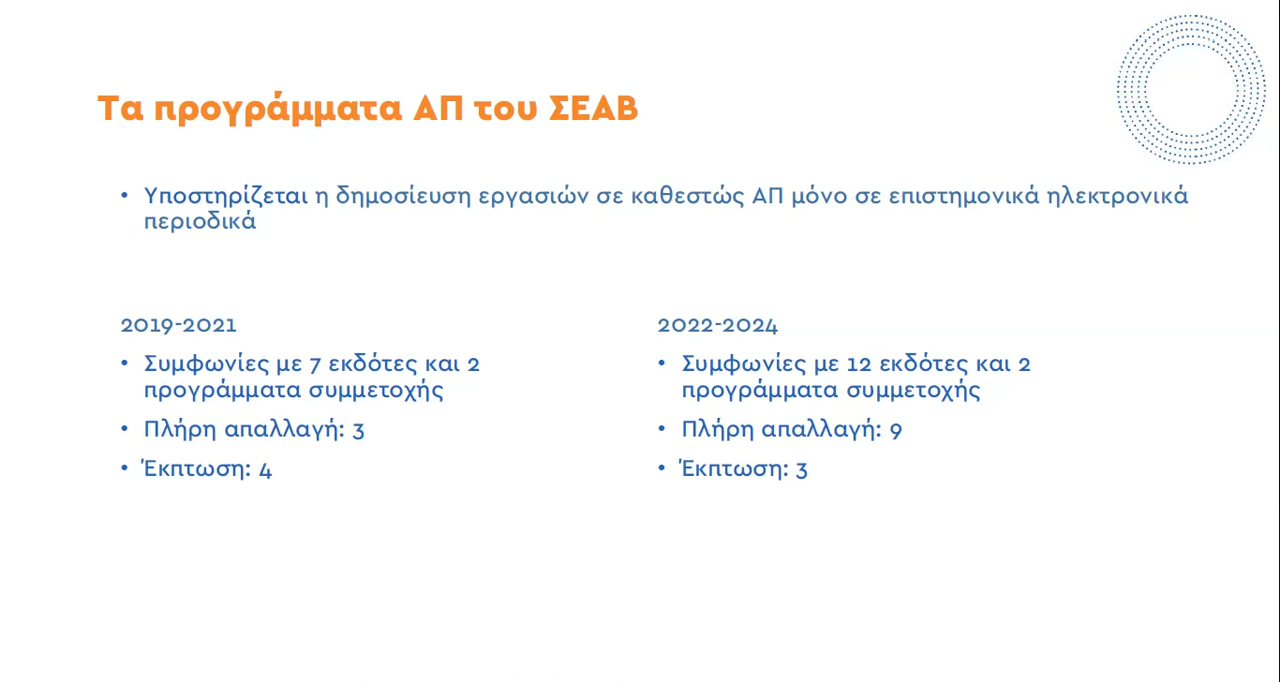 Τα προγράμματα ΑΠ του ΣΕΑΒ
• Υποστηρίζεται η δημοσίευση εργασιών σε καθεστώς ΑΠ μόνο σε επιστημονικά ηλεκτρονικά
περιοδικά
2019-2021
• Συμφωνίες με 7 εκδότες και 2
προγράμματα συμμετοχής
• Πλήρη απαλλαγή: 3
• Έκπτωση: 4
2022-2024
• Συμφωνίες με 12 εκδότες και 2
προγράμματα συμμετοχής
• Πλήρη απαλλαγή: 9
• Έκπτωση: 3